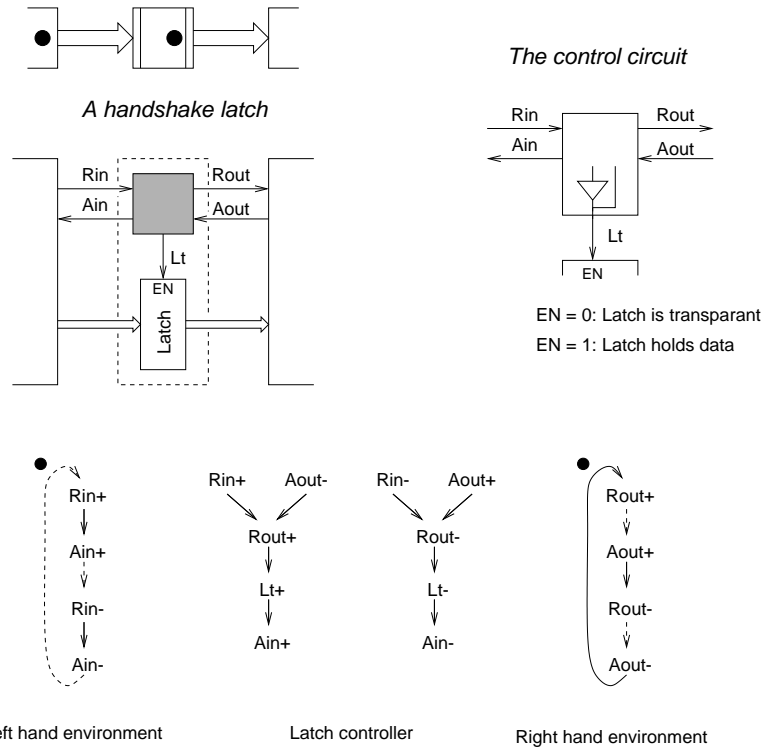 The control circuit
A handshake latch
Rin
Rout
Ain
Aout
Lt
EN
Latch
Rin
Rout
Ain
Aout
Lt
EN
EN = 0: Latch is transparant
EN = 1: Latch holds data
Rin+
Ain+
Rin-
Ain-
Rin+ Aout-
Rout+
Lt+
Ain+
Rin- Aout+
Rout-
Lt-
Ain-
Rout+
Aout+
Rout-
Aout-
eft hand environment
Latch controller
Right hand environment